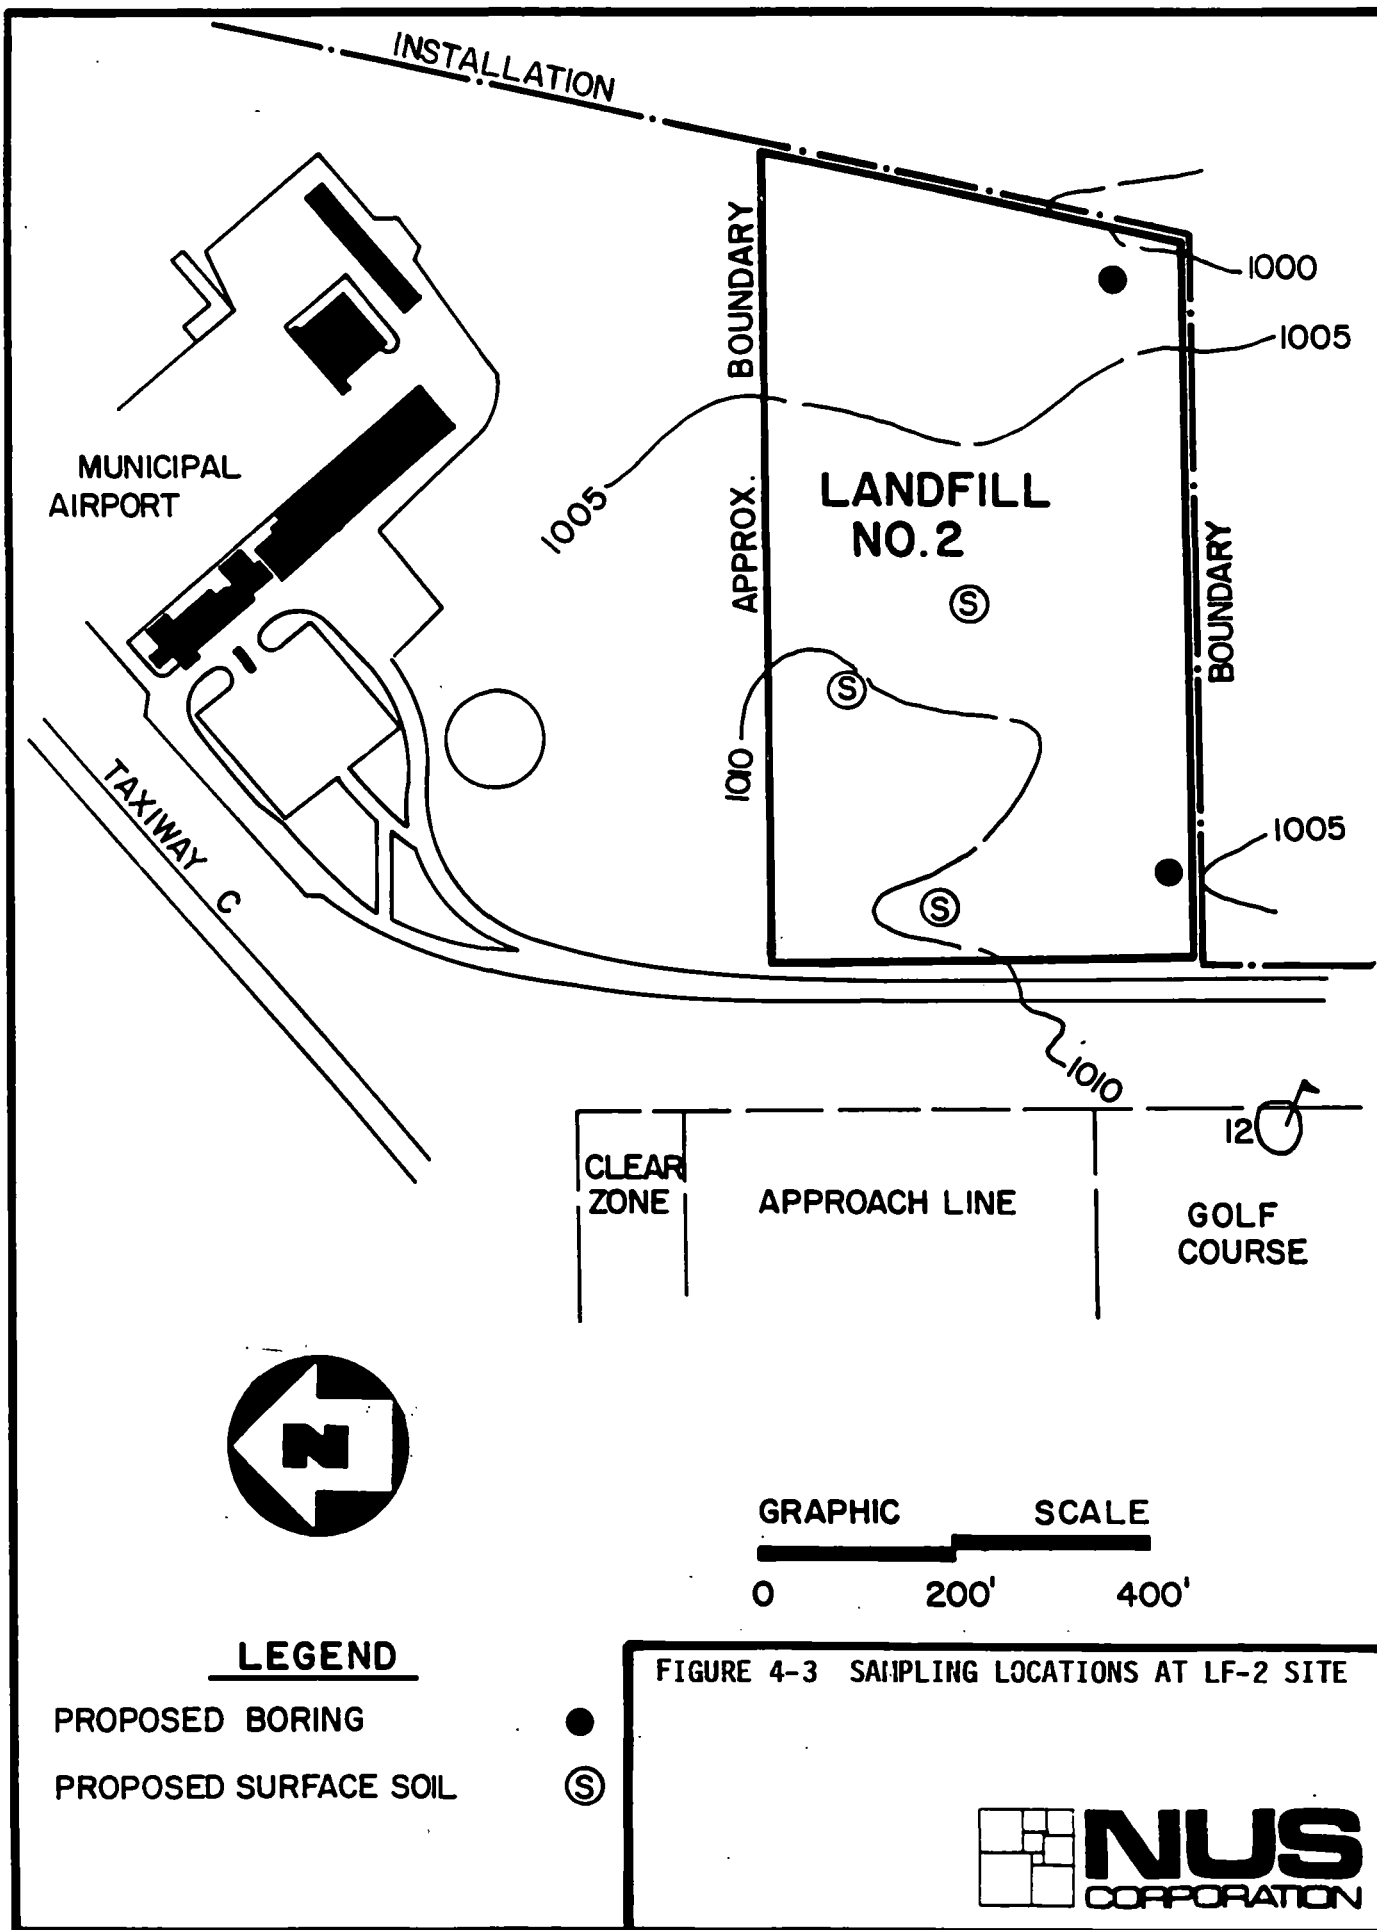 INSTALLATION
BOUNDARY
1000
1005
MUNICIPAL
AIRPORT
1005
APPROX.
LANDFILL
NO. 2
S
BOUNDARY
S
1010
TAXIWAY C
1005
S
1010
12
CLEAR
ZONE
APPROACH LINE
GOLF
COURSE
N
GRAPHIC SCALE
0 200' 400'
LEGEND
PROPOSED BORING
PROPOSED SURFACE SOIL S
FIGURE 4-3 SAMPLING LOCATIONS AT LF-2 SITE
NUS
CORPORATION